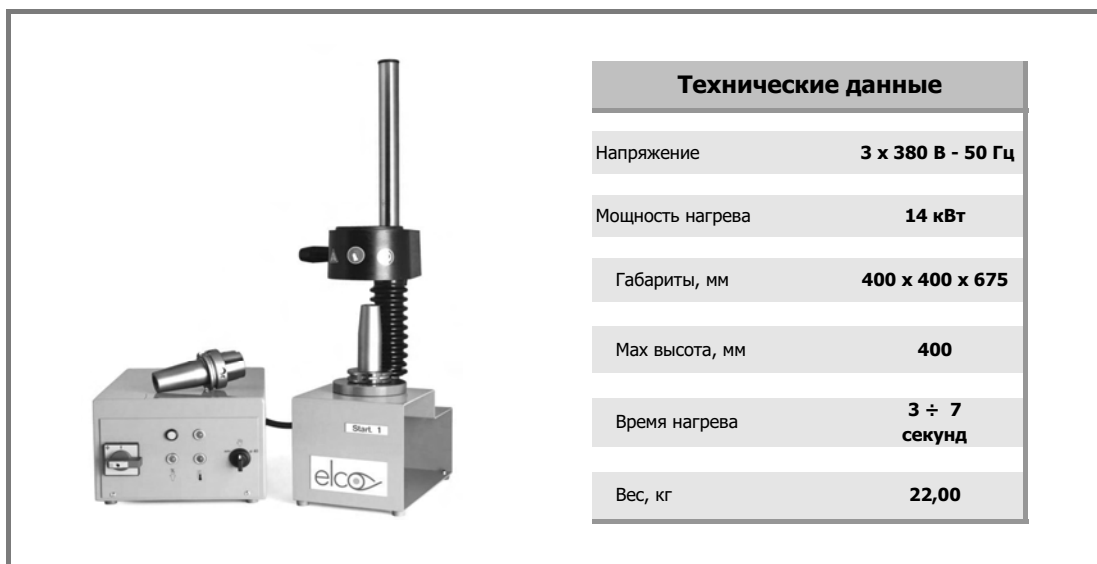 Технические данные
Напряжение 3 x 380 В - 50 Гц
Мощность нагрева 14 кВт
Габариты, мм 400 x 400 x 675
Max высота, мм 400
Время нагрева 3 ÷ 7
секунд
Вес, кг 22,00
Start. 1
elco